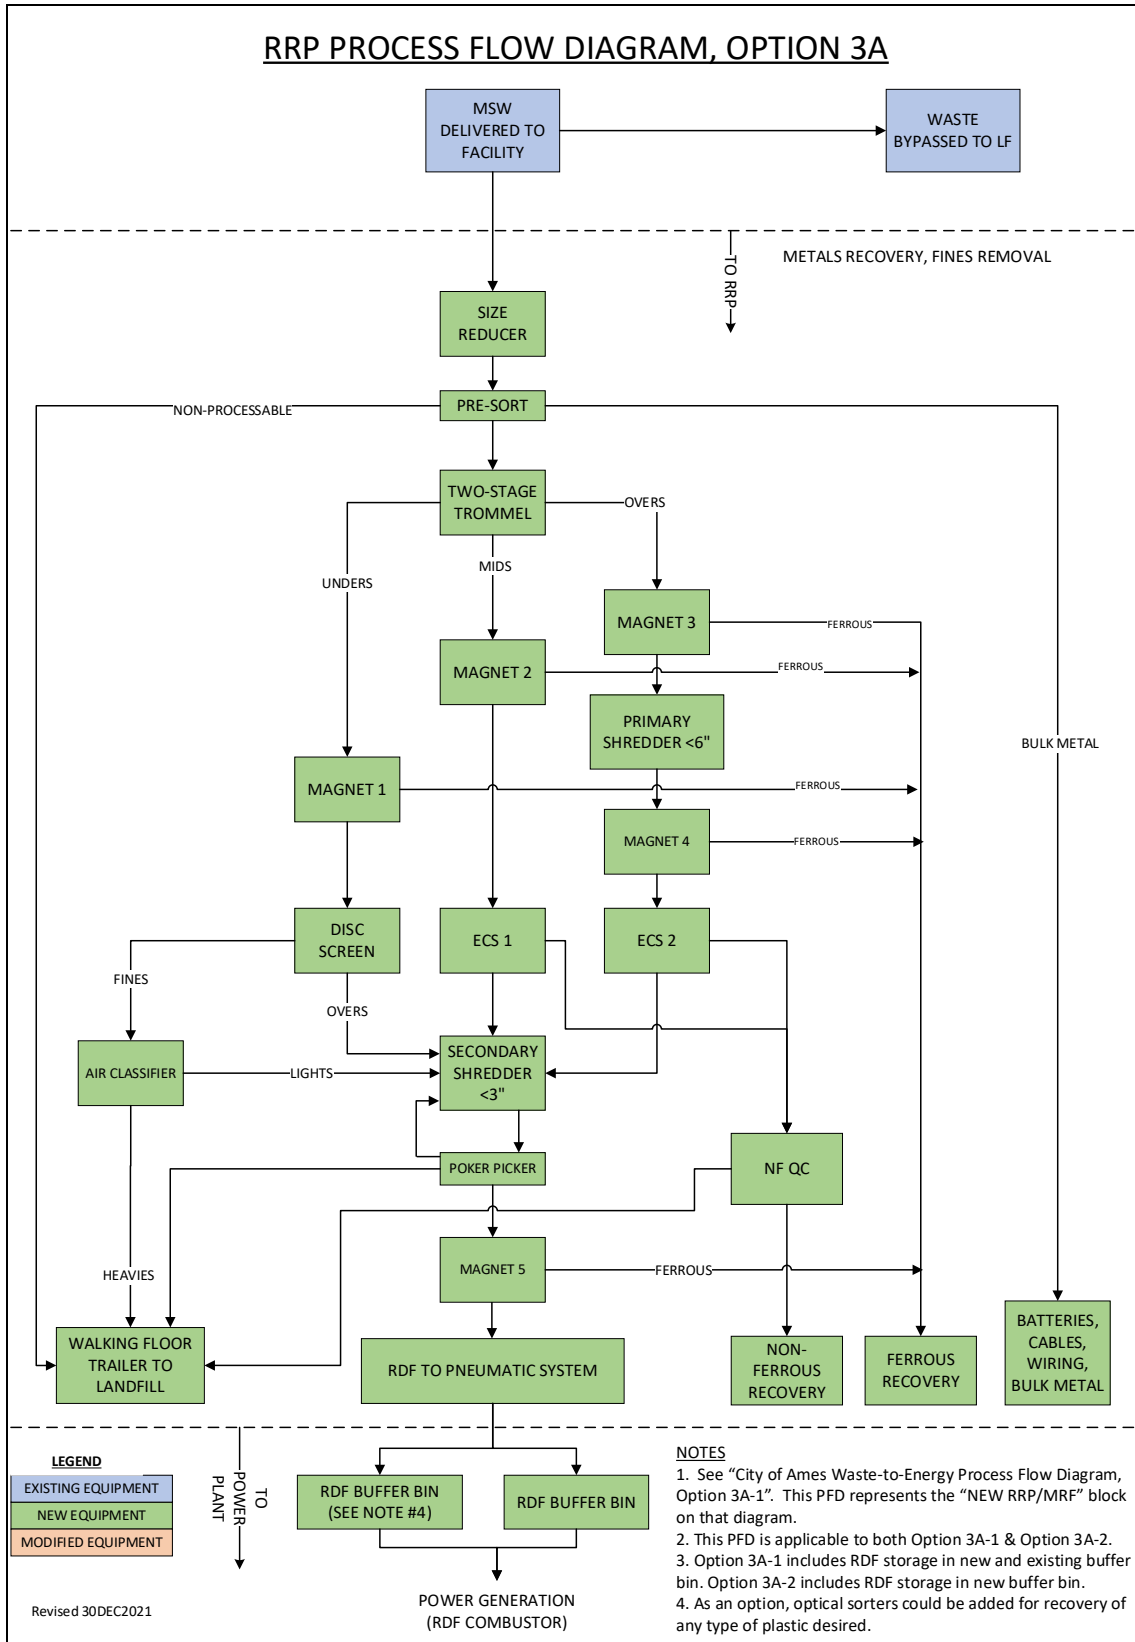 RRP PROCESS FLOW DIAGRAM, OPTION 3A
MSW
DELIVERED TO
FACILITY
WASTE
BYPASSED TO LF
TO RRP
METALS RECOVERY, FINES REMOVAL
SIZE
REDUCER
NON-PROCESSABLE
PRE-SORT
TWO-STAGE
TROMMEL
OVERS
MIDS
UNDERS
MAGNET 3
FERROUS
MAGNET 2
FERROUS
PRIMARY
SHREDDER <6"
BULK METAL
MAGNET 1
FERROUS
MAGNET 4
FERROUS
DISC
SCREEN
ECS 1
ECS 2
FINES
OVERS
AIR CLASSIFIER
LIGHTS
SECONDARY
SHREDDER
<3"
POKER PICKER
NF QC
HEAVIES
MAGNET 5
FERROUS
WALKING FLOOR
TRAILER TO
LANDFILL
RDF TO PNEUMATIC SYSTEM
NON-
FERROUS
RECOVERY
FERROUS
RECOVERY
BATTERIES,
CABLES,
WIRING,
BULK METAL
LEGEND
EXISTING EQUIPMENT
NEW EQUIPMENT
MODIFIED EQUIPMENT
TO
POWER
PLANT
RDF BUFFER BIN
(SEE NOTE #4)
RDF BUFFER BIN
POWER GENERATION
(RDF COMBUSTOR)
NOTES
1. See “City of Ames Waste-to-Energy Process Flow Diagram,
Option 3A-1”. This PFD represents the “NEW RRP/MRF” block
on that diagram.
2. This PFD is applicable to both Option 3A-1 & Option 3A-2.
3. Option 3A-1 includes RDF storage in new and existing buffer
bin. Option 3A-2 includes RDF storage in new buffer bin.
4. As an option, optical sorters could be added for recovery of
any type of plastic desired.
Revised 30DEC2021